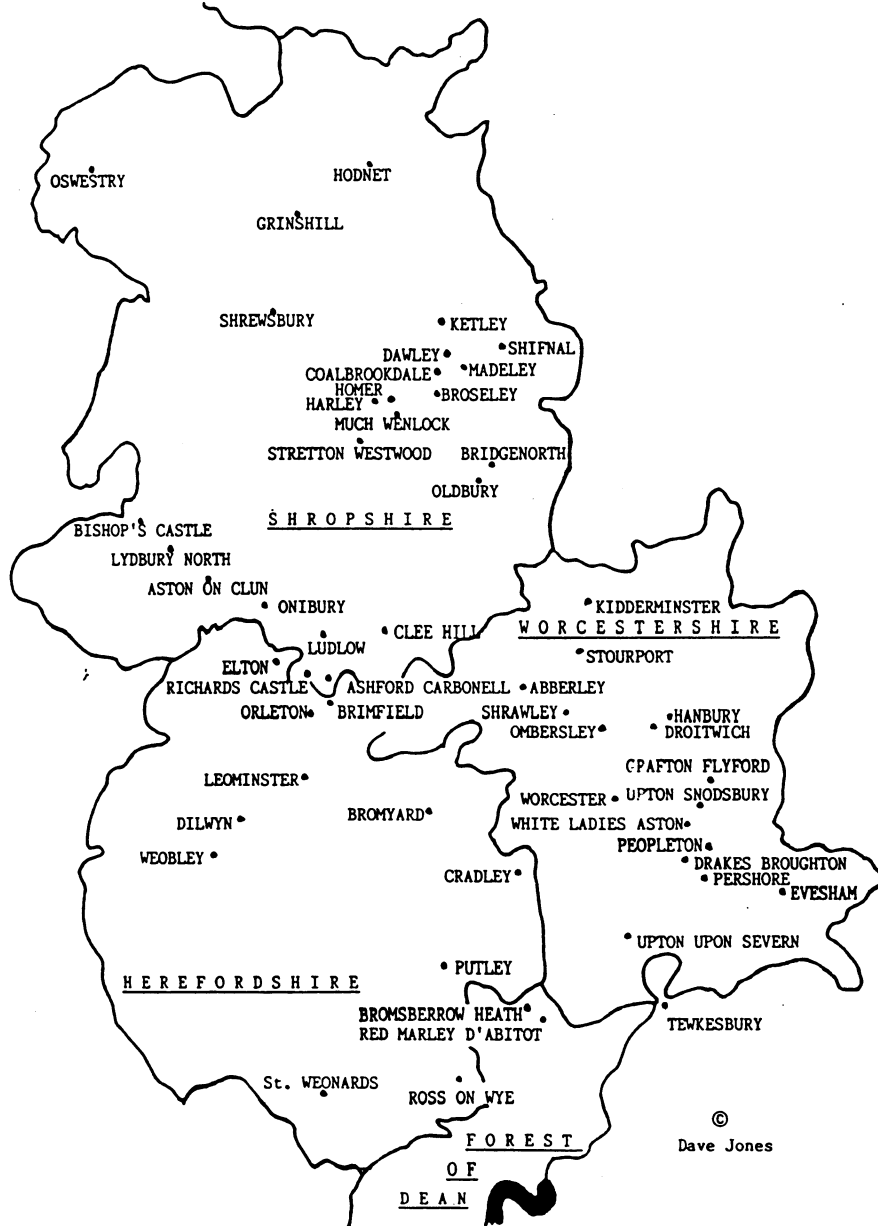 HODNET
OSWESTRY
GRINSHILL
SHREWSBURY
KETLEY
SHIFNAL
DAWLEY
MADELEY
COALBROOKDALE
HOMER
BROSELEY
HARLEY
MUCH WENLOCK
STRETTON WESTWOOD
BRIDGENORTH
OLDBURY
SHROPSHIRE
BISHOP'S CASTLE
LYDBURY NORTH
ASTON ON CLUN
ONIBURY
KIDDERMINSTER
WORCESTERSHIRE
CLEE HILL
LUDLOW
STOURPORT
ELTON
RICHARDS CASTLE
ASHFORD CARBONELL
ABBERLEY
ORLETON
BRIMFIELD
SHRAWLEY
HANBURY
OMBERSLEY
DROITWICH
GRAFTON FLYFORD
LEOMINSTER
WORCESTER
UPTON SNODSBURY
BROMYARD
DILWYN
WHITE LADIES ASTON
PEOPLETON
WEOBLEY
DRAKES BROUGHTON
CRADLEY
PERSHORE
EVESHAM
UPTON UPON SEVERN
PUTLEY
HEREFORDSHIRE
BROMSBERROW HEATH
TEWKESBURY
RED MARLEY D'ABITOT
St. WEONARDS
ROSS ON WYE
FOREST
OF
DEAN
©
Dave Jones